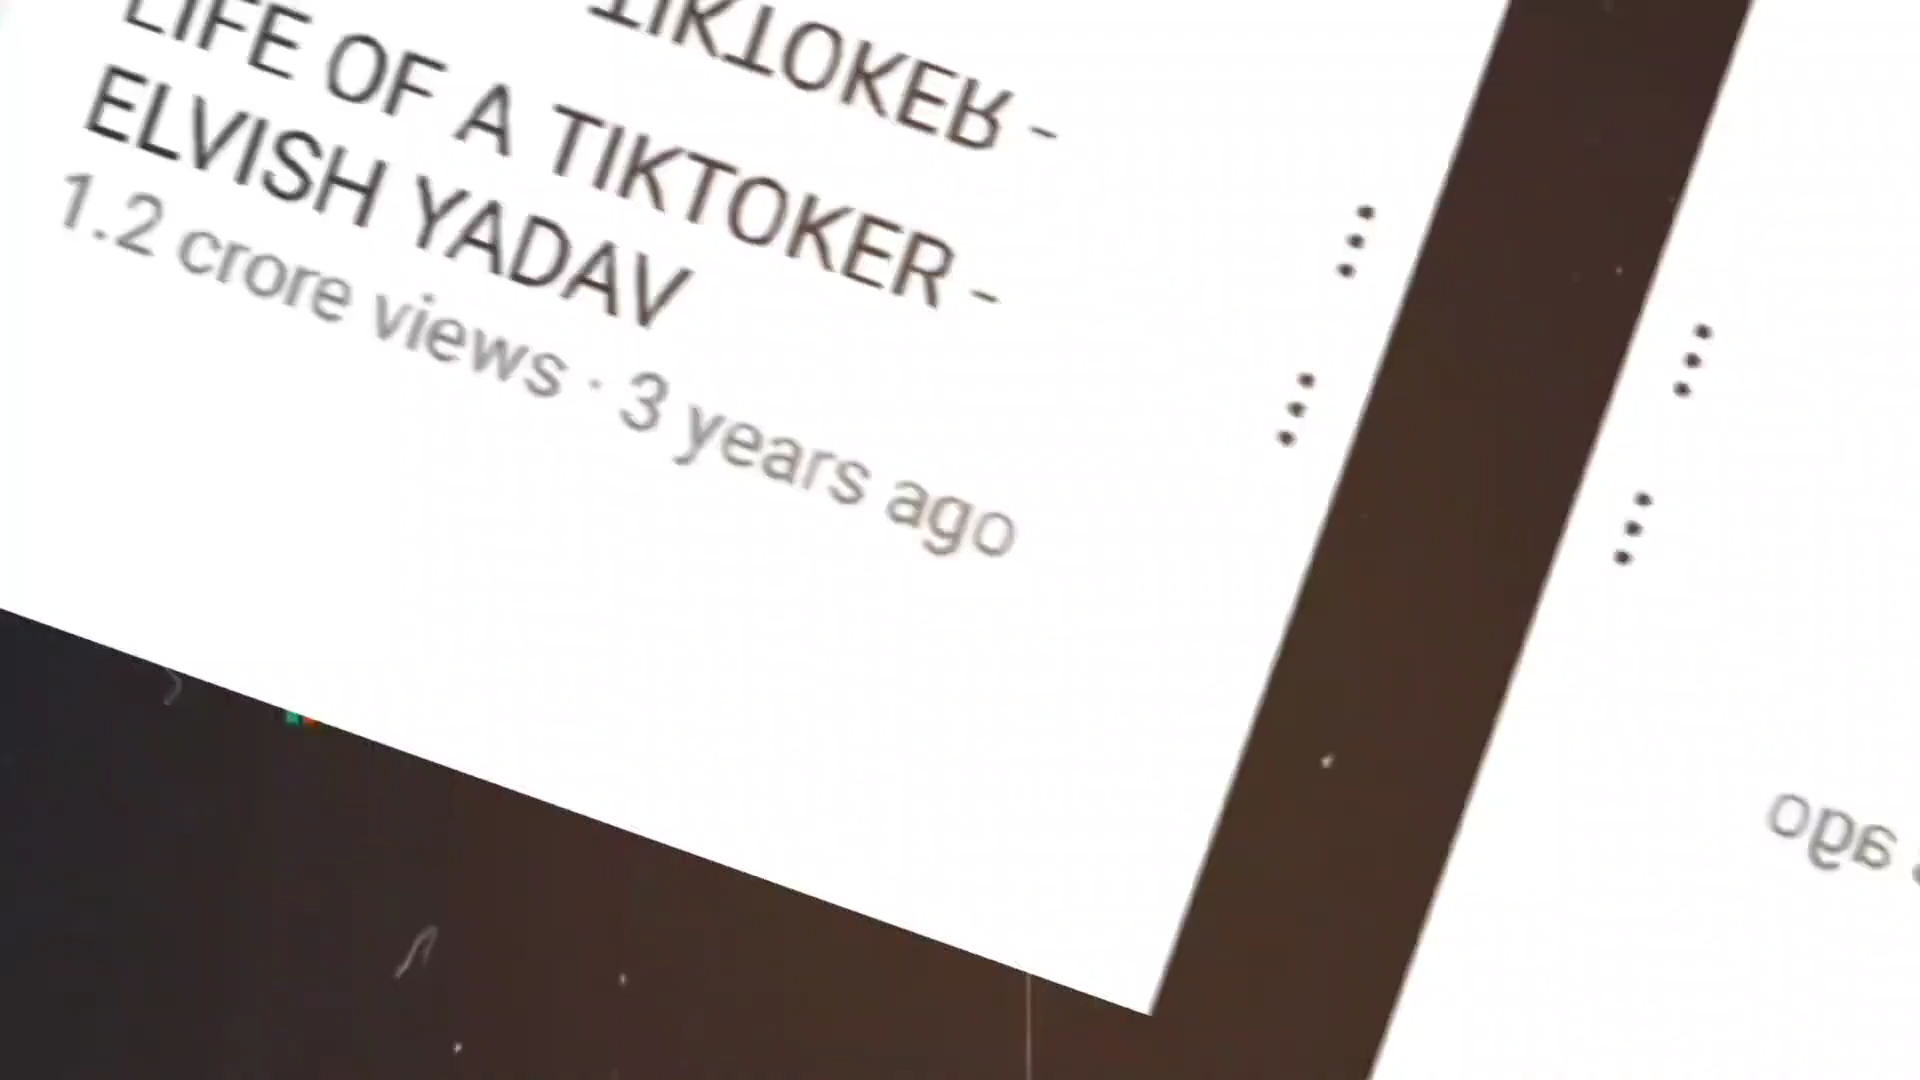 TIKTOKER -
LIFE OF A TIKTOKER -
ELVISH YADAV
1.2 crore views · 3 years ago
ago